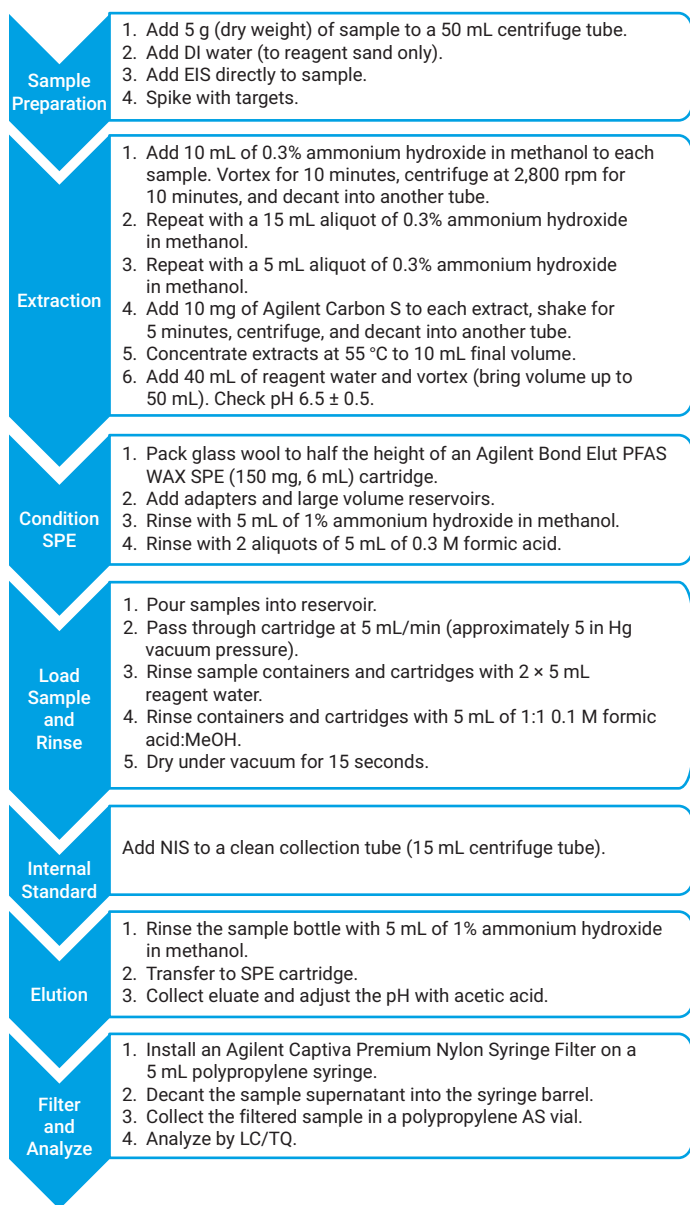 Sample
Preparation
1. Add 5 g (dry weight) of sample to a 50 mL centrifuge tube.
2. Add DI water (to reagent sand only).
3. Add EIS directly to sample.
4. Spike with targets.
Extraction
1. Add 10 mL of 0.3% ammonium hydroxide in methanol to each
sample. Vortex for 10 minutes, centrifuge at 2,800 rpm for
10 minutes, and decant into another tube.
2. Repeat with a 15 mL aliquot of 0.3% ammonium hydroxide
in methanol.
3. Repeat with a 5 mL aliquot of 0.3% ammonium hydroxide
in methanol.
4. Add 10 mg of Agilent Carbon S to each extract, shake for
5 minutes, centrifuge, and decant into another tube.
5. Concentrate extracts at 55 °C to 10 mL final volume.
6. Add 40 mL of reagent water and vortex (bring volume up to
50 mL). Check pH 6.5 ± 0.5.
Condition
SPE
1. Pack glass wool to half the height of an Agilent Bond Elut PFAS
WAX SPE (150 mg, 6 mL) cartridge.
2. Add adapters and large volume reservoirs.
3. Rinse with 5 mL of 1% ammonium hydroxide in methanol.
4. Rinse with 2 aliquots of 5 mL of 0.3 M formic acid.
Load
Sample
and
Rinse
1. Pour samples into reservoir.
2. Pass through cartridge at 5 mL/min (approximately 5 in Hg
vacuum pressure).
3. Rinse sample containers and cartridges with 2 × 5 mL
reagent water.
4. Rinse containers and cartridges with 5 mL of 1:1 0.1 M formic
acid:MeOH.
5. Dry under vacuum for 15 seconds.
Internal
Standard
Add NIS to a clean collection tube (15 mL centrifuge tube).
Elution
1. Rinse the sample bottle with 5 mL of 1% ammonium hydroxide
in methanol.
2. Transfer to SPE cartridge.
3. Collect eluate and adjust the pH with acetic acid.
Filter
and
Analyze
1. Install an Agilent Captiva Premium Nylon Syringe Filter on a
5 mL polypropylene syringe.
2. Decant the sample supernatant into the syringe barrel.
3. Collect the filtered sample in a polypropylene AS vial.
4. Analyze by LC/TQ.